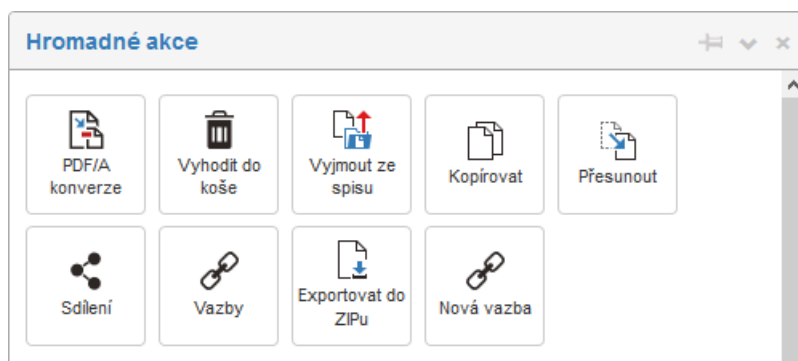 Hromadné akce
PDF/A
konverze
Vyhodit do
koše
Vyjmout ze
spisu
Kopírovat
Přesunout
Sdílení
Vazby
Exportovat do
ZIPu
Nová vazba